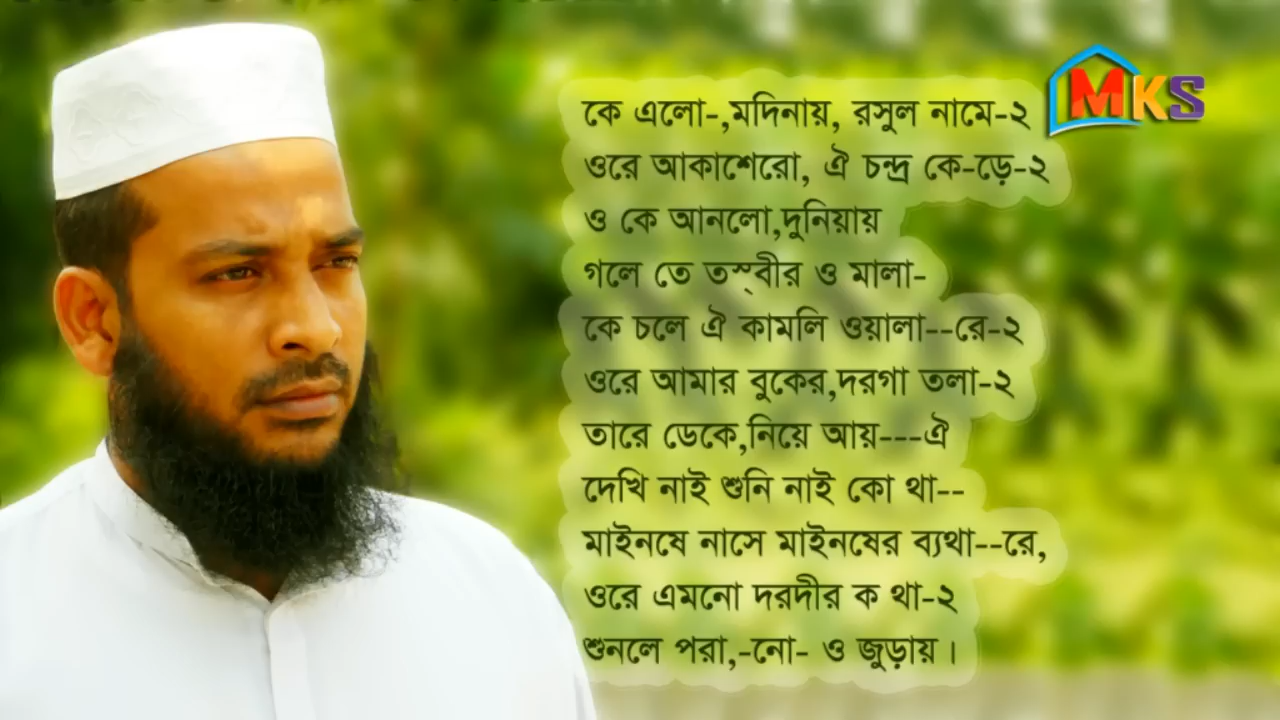 কে এলো-,মদিনায়, রসুল নামে-২
MKS
ওরে আকাশেরো, ঐ চন্দ্র কে-ড়ে-২
ও কে আনলো,দুনিয়ায়
গলে তে তস্‌বীর ও মালা-
কে চলে ঐ কামলি ওয়ালা--রে-২
ওরে আমার বুকের,দরগা তলা-২
তারে ডেকে,নিয়ে আয়---ঐ
দেখি নাই শুনি নাই কো থা--
মাইনষে নাসে মাইনষের ব্যথা--রে,
ওরে এমনো দরদীর ক থা-২
শুনলে পরা,-নো- ও জুড়ায়।